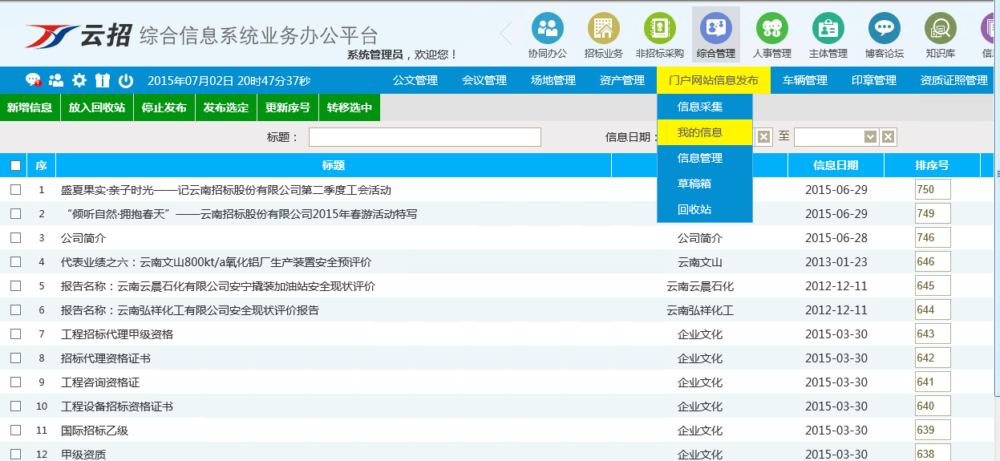 云招 综合信息系统业务办公平台
系统管理员，欢迎您！
协同办公 招标业务 非招标采购 综合管理 人事管理 主体管理 博客论坛 知识库
2015年07月02日 20时47分37秒 公文管理 会议管理 场地管理 资产管理 门户网站信息发布 车辆管理 印章管理 资质证照管理
新增信息 放入回收站 停止发布 发布选定 更新序号 转移选中
信息采集
我的信息
信息管理
草稿箱
回收站
标题： 信息日期： 至
序 标题 信息日期 排序号
1 盛夏果实·亲子时光——记云南招标股份有限公司第二季度工会活动 2015-06-29 750
2 “倾听自然·拥抱春天”——云南招标股份有限公司2015年春游活动特写 2015-06-29 749
3 公司简介 公司简介 2015-06-28 746
4 代表业绩之六：云南文山800kt/a氧化铝厂生产装置安全预评价 云南文山 2013-01-23 646
5 报告名称：云南云晨石化有限公司安宁撬装加油站安全现状评价 云南云晨石化 2012-12-11 645
6 报告名称：云南弘祥化工有限公司安全现状评价报告 云南弘祥化工 2012-12-11 644
7 工程招标代理甲级资格 企业文化 2015-03-30 643
8 招标代理资格证书 企业文化 2015-03-30 642
9 工程咨询资格证 企业文化 2015-03-30 641
10 工程设备招标资格证书 企业文化 2015-03-30 640
11 国际招标乙级 企业文化 2015-03-30 639
12 甲级资质 企业文化 2015-03-30 638